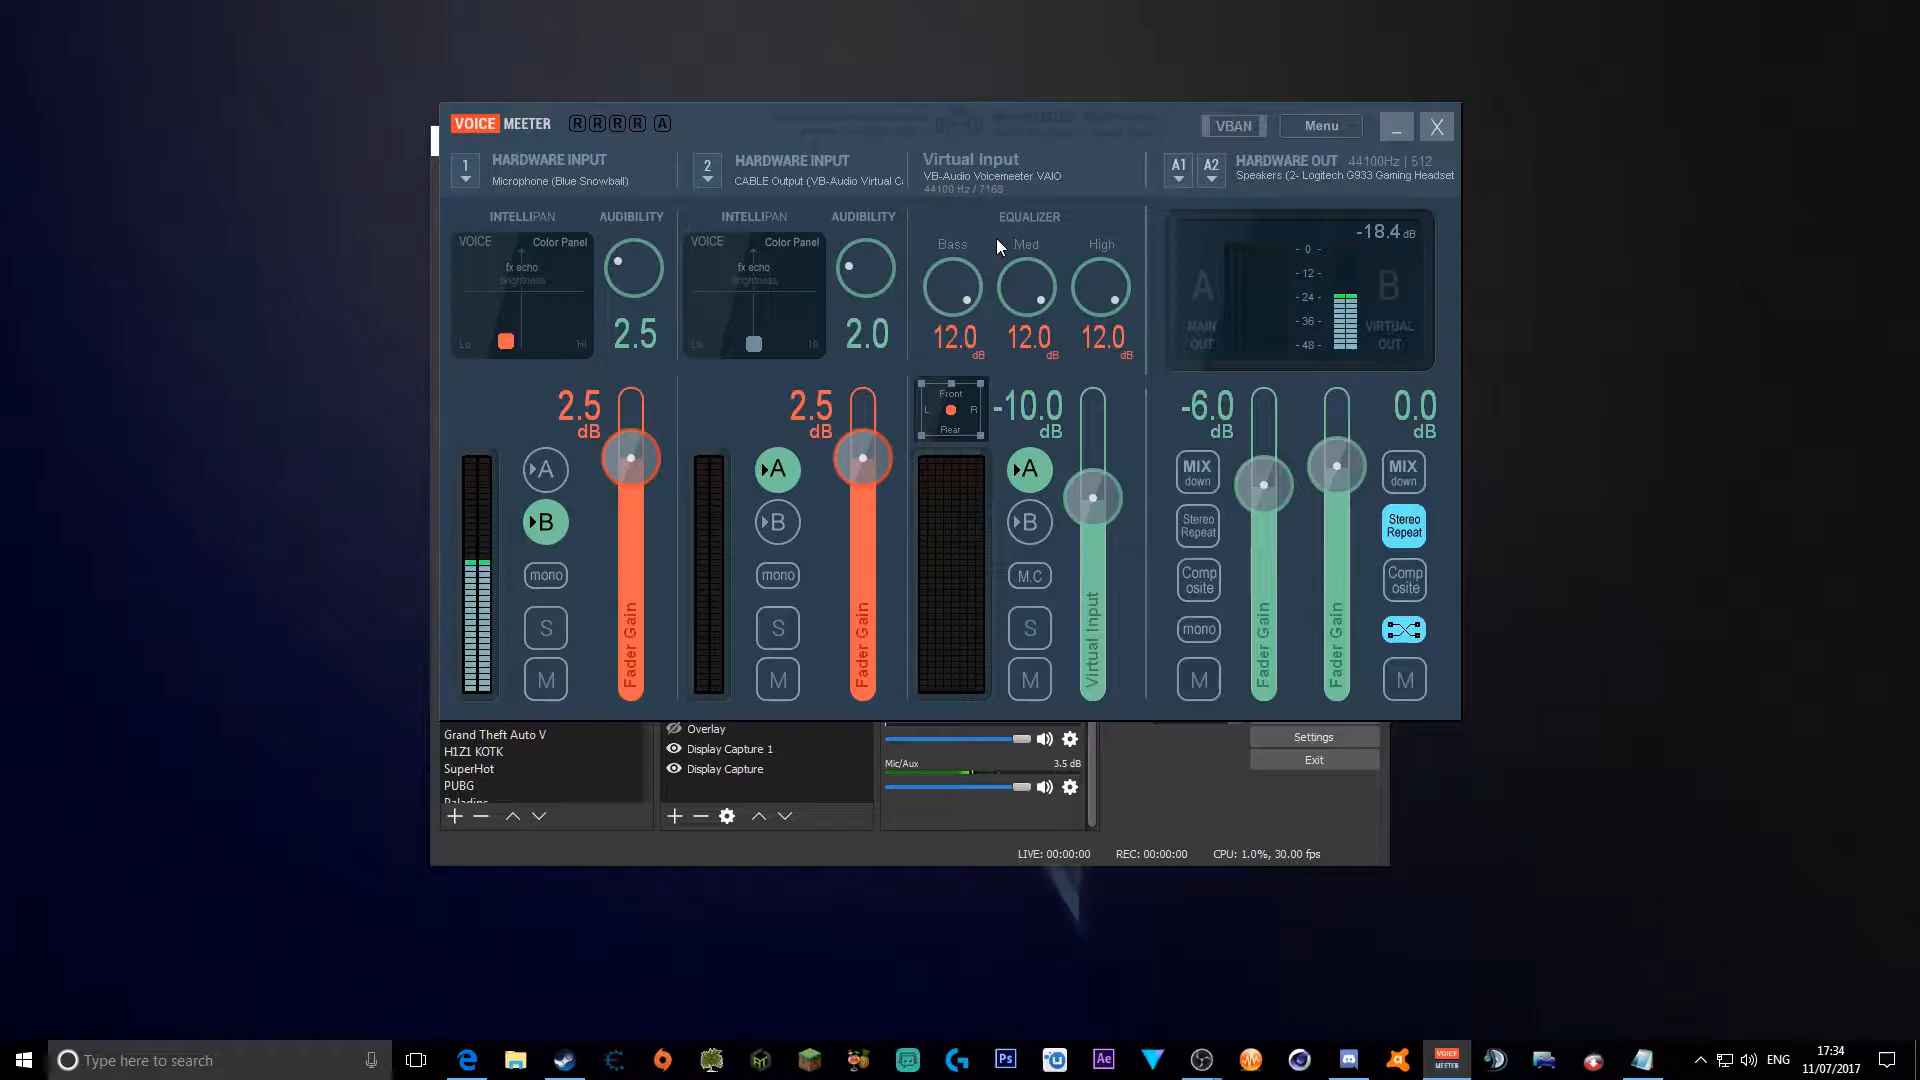 VOICE MEETER R R R R A VBAN Menu _ X
1 HARDWARE INPUT
Microphone (Blue Snowball)
2 HARDWARE INPUT
CABLE Output (VB-Audio Virtual C
Virtual Input
VB-Audio Voicemeeter VAIO
44100 Hz / 7168
A1 A2 HARDWARE OUT 44100Hz | 512
Speakers (2- Logitech G933 Gaming Headset
INTELLIPAN AUDIBILITY
VOICE Color Panel
fx echo
brightness
Lo Hi
2.5
INTELLIPAN AUDIBILITY
VOICE Color Panel
fx echo
brightness
Lo Hi
2.0
EQUALIZER
Bass Med High
12.0 dB 12.0 dB 12.0 dB
-18.4 dB
A B
MAIN OUT
VIRTUAL OUT
- 0 -
- 12 -
- 24 -
- 36 -
- 48 -
2.5 dB
A
B
mono
S
M
Fader Gain
2.5 dB
A
B
mono
S
M
Fader Gain
Front
L R
Rear
-10.0 dB
A
B
M.C
S
M
Virtual Input
-6.0 dB
MIX down
Stereo Repeat
Comp osite
mono
M
Fader Gain
Fader Gain
0.0 dB
MIX down
Stereo Repeat
Comp osite
M
Grand Theft Auto V
H1Z1 KOTK
SuperHot
PUBG
Paladins
Overlay
Display Capture 1
Display Capture
Mic/Aux 3.5 dB
Settings
Exit
LIVE: 00:00:00 REC: 00:00:00 CPU: 1.0%, 30.00 fps
Type here to search
Ps
Ae
VOICE MEETER
ENG
17:34
11/07/2017